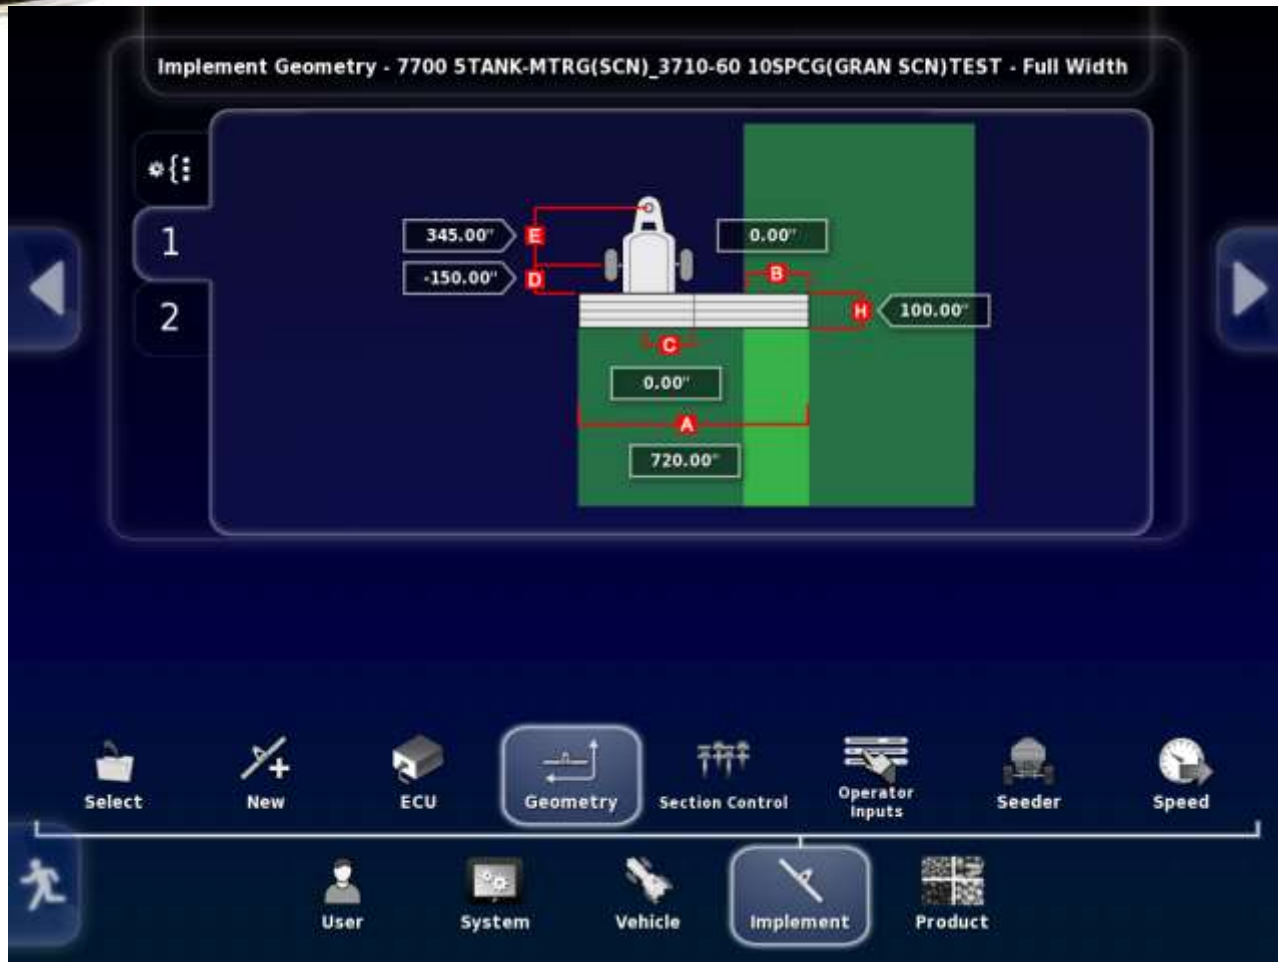 Implement Geometry - 7700 5TANK-MTRG(SCN)_3710-60 10SPCG(GRAN SCN)TEST - Full Width
1
2
345.00"
E
0.00"
-150.00"
D
B
H
100.00"
C
0.00"
A
720.00"
Select
New
ECU
Geometry
Section Control
Operator
Inputs
Seeder
Speed
User
System
Vehicle
Implement
Product